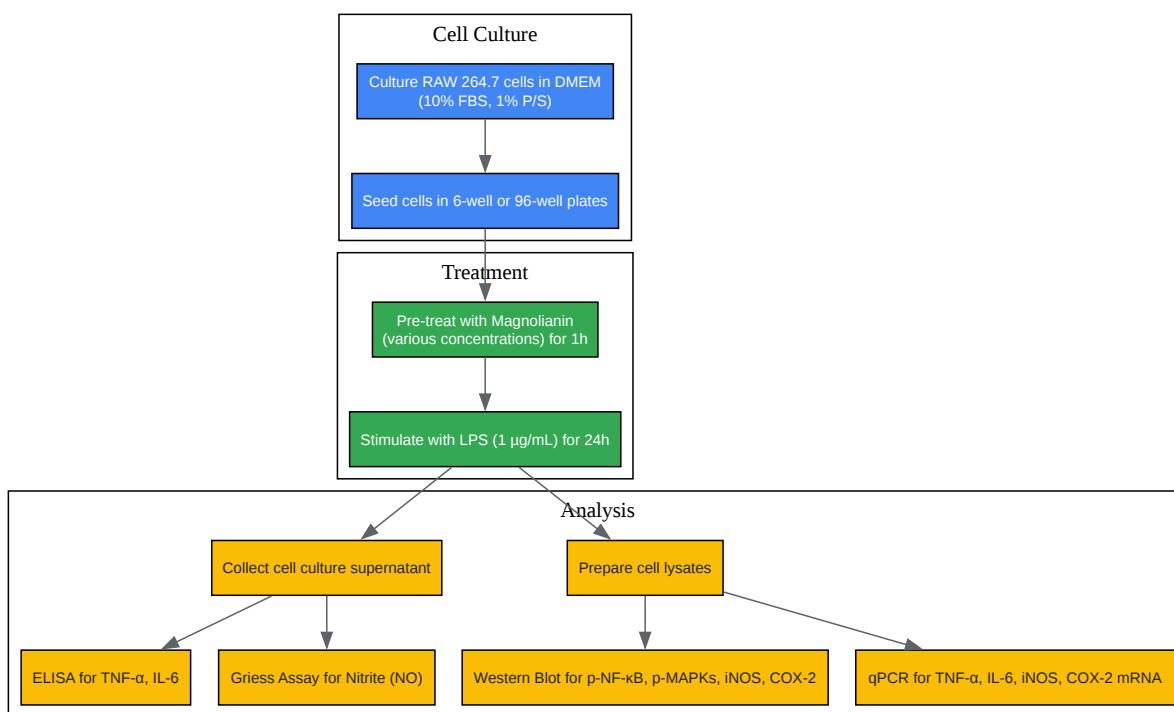 Cell Culture
Culture RAW 264.7 cells in DMEM
(10% FBS, 1% P/S)
Seed cells in 6-well or 96-well plates
Treatment
Pre-treat with Magnolianin
(various concentrations) for 1h
Stimulate with LPS (1 µg/mL) for 24h
Analysis
Collect cell culture supernatant
Prepare cell lysates
ELISA for TNF-α, IL-6
Griess Assay for Nitrite (NO)
Western Blot for p-NF-κB, p-MAPKs, iNOS, COX-2
qPCR for TNF-α, IL-6, iNOS, COX-2 mRNA